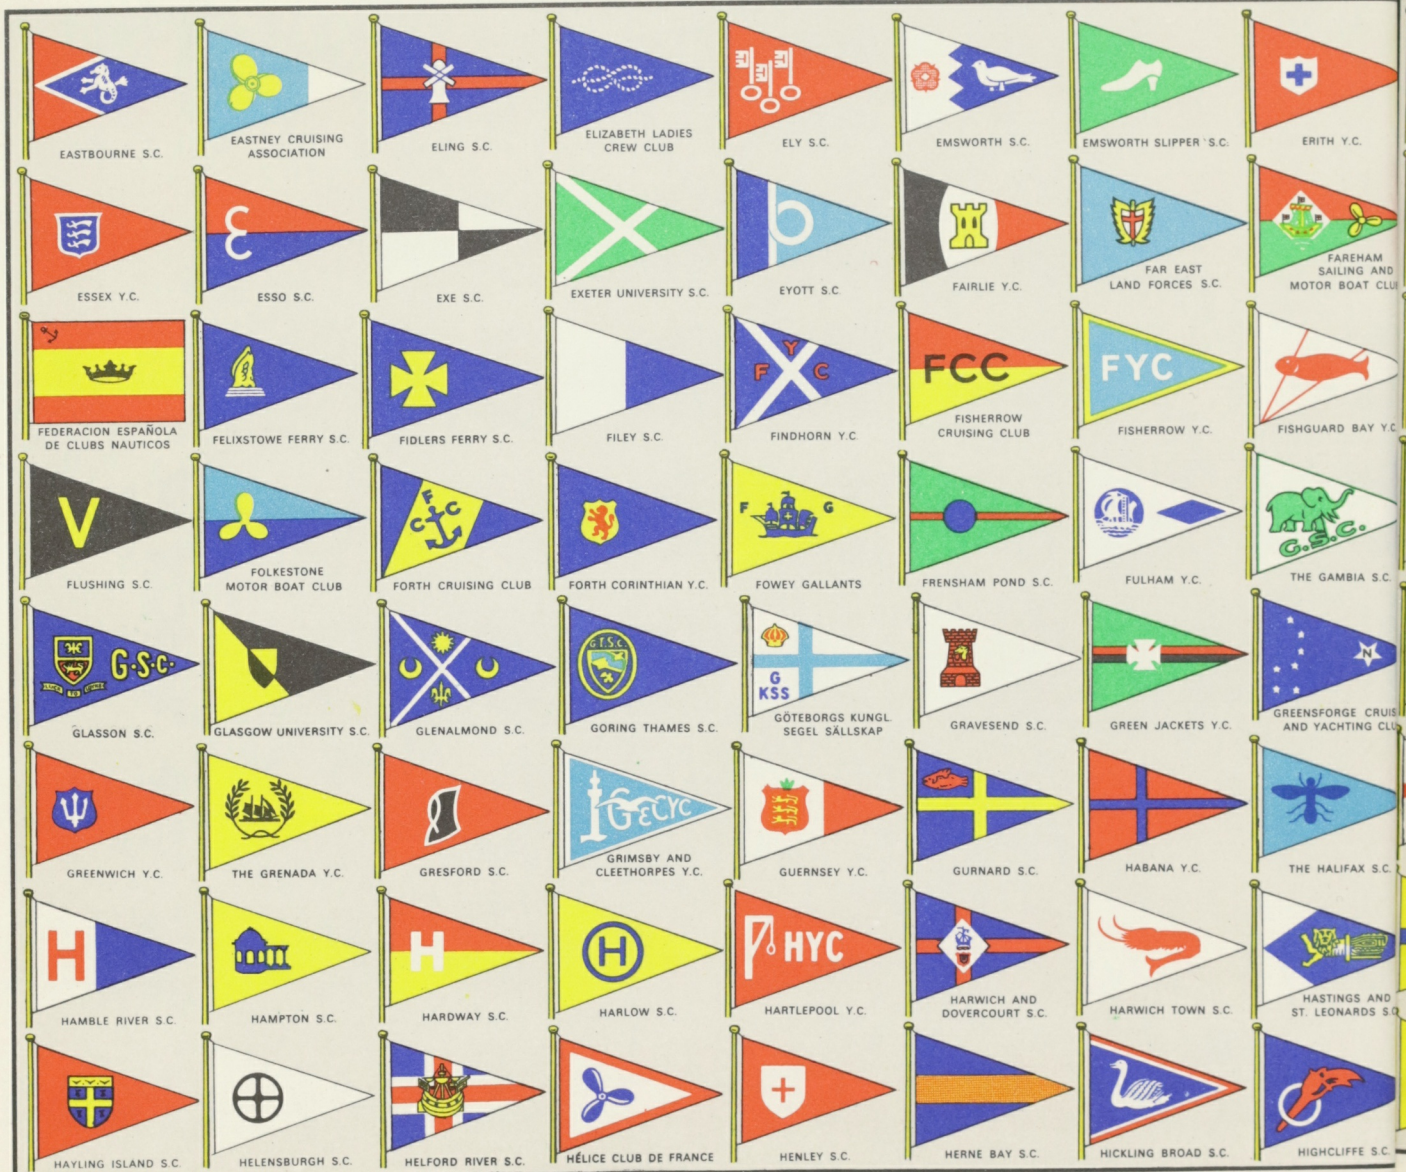 EASTBOURNE S.C.
EASTNEY CRUISING
ASSOCIATION
ELING S.C.
ELIZABETH LADIES
CREW CLUB
ELY S.C.
EMSWORTH S.C.
EMSWORTH SLIPPER S.C.
ERITH Y.C.
ESSEX Y.C.
ESSO S.C.
EXE S.C.
EXETER UNIVERSITY S.C.
EYOTT S.C.
FAIRLIE Y.C.
FAR EAST
LAND FORCES S.C.
FAREHAM
SAILING AND
MOTOR BOAT CLU
FEDERACION ESPAÑOLA
DE CLUBS NAUTICOS
FELIXSTOWE FERRY S.C.
FIDLERS FERRY S.C.
FILEY S.C.
F Y C
FINDHORN Y.C.
FCC
FISHERROW
CRUISING CLUB
FYC
FISHERROW Y.C.
FISHGUARD BAY Y.C.
V
FLUSHING S.C.
FOLKESTONE
MOTOR BOAT CLUB
F
C C
FORTH CRUISING CLUB
FORTH CORINTHIAN Y.C.
F G
FOWEY GALLANTS
FRENSHAM POND S.C.
FULHAM Y.C.
G.S.C.
THE GAMBIA S.C.
G·S·C·
GLASSON S.C.
GLASGOW UNIVERSITY S.C.
GLENALMOND S.C.
G.T.S.C.
GORING THAMES S.C.
G
KSS
GÖTEBORGS KUNGL.
SEGEL SÄLLSKAP
GRAVESEND S.C.
GREEN JACKETS Y.C.
N
GREENSFORGE CRUIS
AND YACHTING CLU
GREENWICH Y.C.
THE GRENADA Y.C.
GRESFORD S.C.
G&CYC
GRIMSBY AND
CLEETHORPES Y.C.
GUERNSEY Y.C.
GURNARD S.C.
HABANA Y.C.
THE HALIFAX S.C.
H
HAMBLE RIVER S.C.
HAMPTON S.C.
H
HARDWAY S.C.
H
HARLOW S.C.
HYC
HARTLEPOOL Y.C.
HARWICH AND
DOVERCOURT S.C.
HARWICH TOWN S.C.
HASTINGS AND
ST. LEONARDS S.C
HAYLING ISLAND S.C.
HELENSBURGH S.C.
HELFORD RIVER S.C.
HÉLICE CLUB DE FRANCE
HENLEY S.C.
HERNE BAY S.C.
HICKLING BROAD S.C.
HIGHCLIFFE S.C.